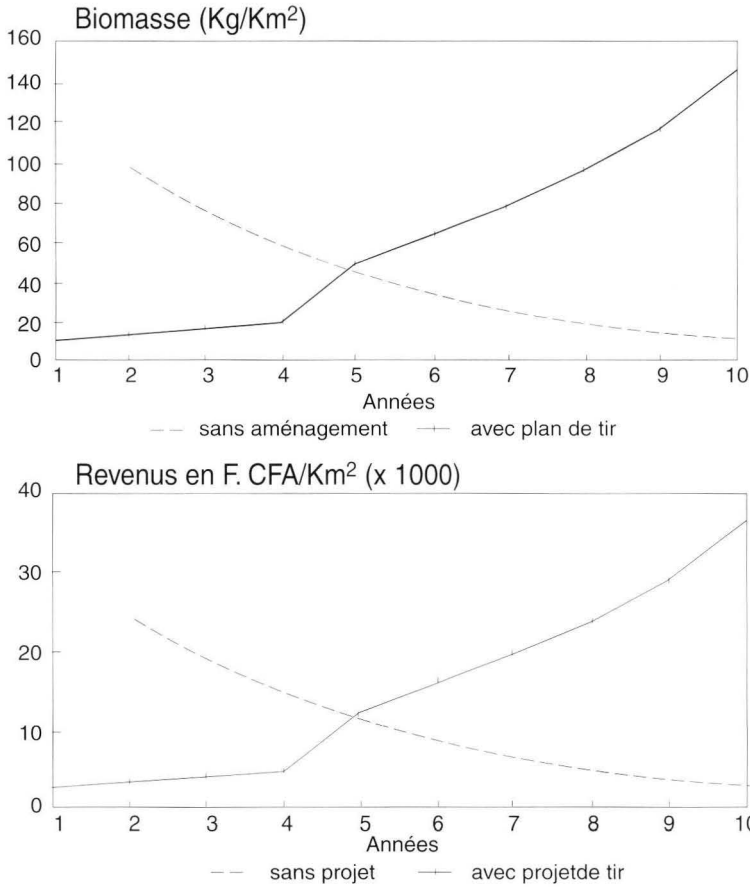 Biomasse (Kg/Km²)
160
140
120
100
80
60
40
20
0
1 2 3 4 5 6 7 8 9 10
Années
sans aménagement avec plan de tir
Revenus en F. CFA/Km² (x 1000)
40
30
20
10
0
1 2 3 4 5 6 7 8 9 10
Années
sans projet avec projetde tir